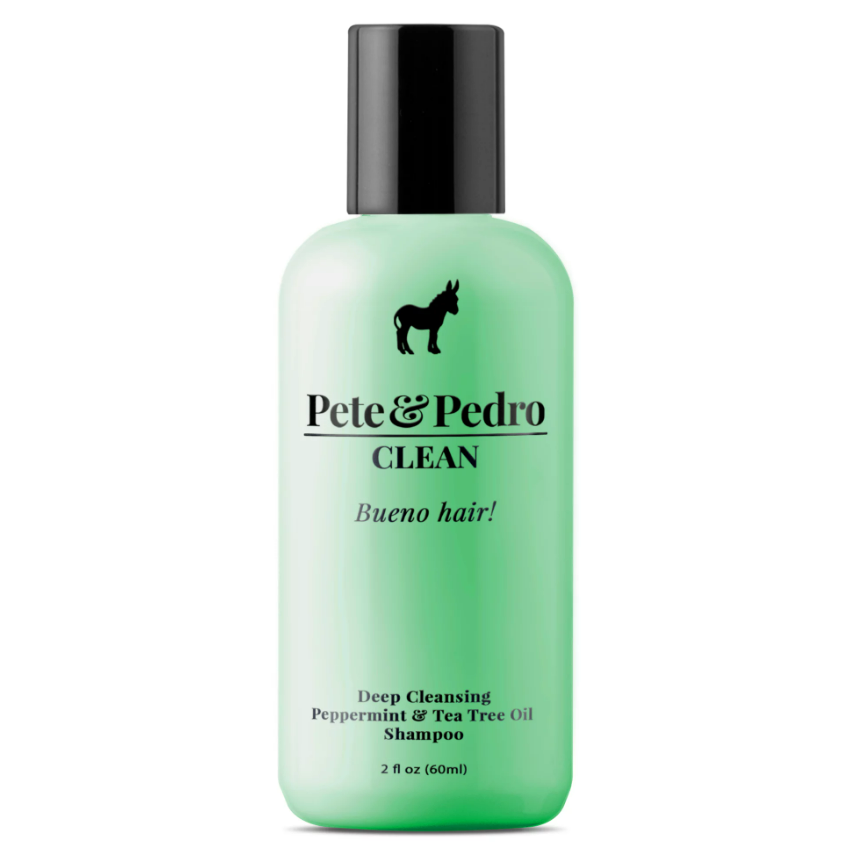 Pete & Pedro
CLEAN
Bueno hair!
Deep Cleansing
Peppermint & Tea Tree Oil
Shampoo
2 fl oz (60ml)